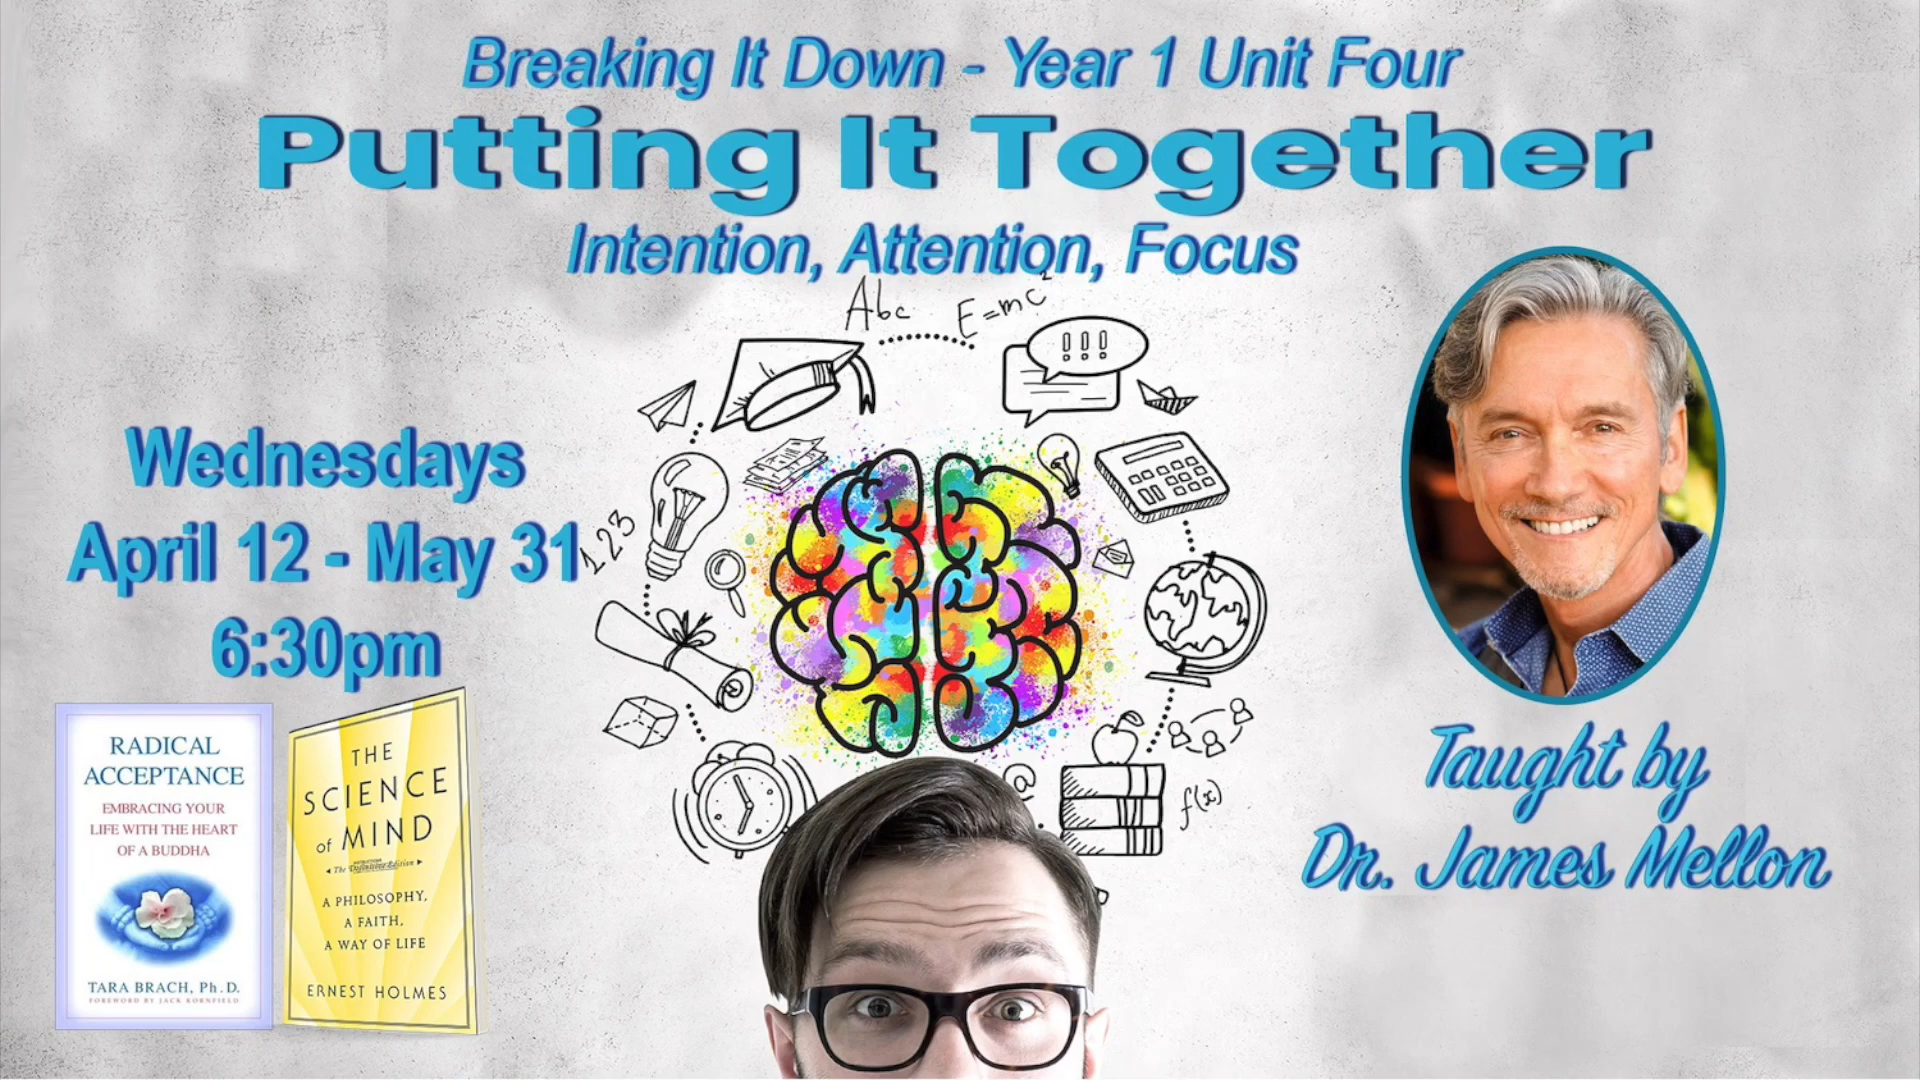 Breaking It Down - Year 1 Unit Four
Putting It Together
Intention, Attention, Focus
Abc
E=mc²
!!!
123
Wednesdays
April 12 - May 31
6:30pm
RADICAL
ACCEPTANCE
EMBRACING YOUR
LIFE WITH THE HEART
OF A BUDDHA
TARA BRACH, Ph.D.
FOREWORD BY JACK KORNFIELD
THE
SCIENCE
of MIND
The Definitive Edition
A PHILOSOPHY,
A FAITH,
A WAY OF LIFE
ERNEST HOLMES
@
f(x)
Taught by
Dr. James Mellon